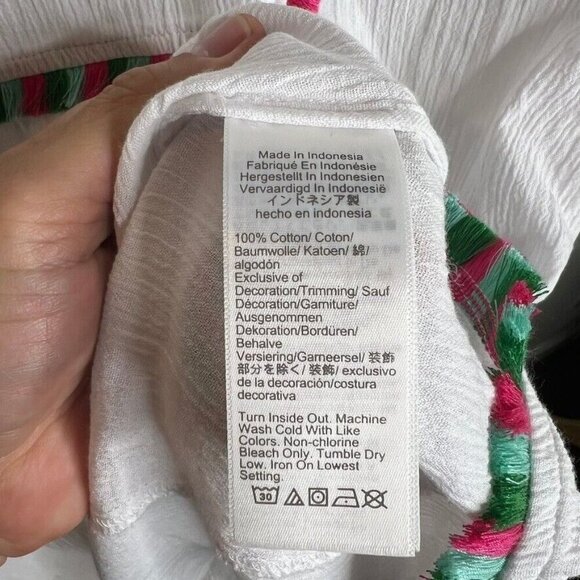 Made In Indonesia
Fabriqué En Indonésie
Hergestellt In Indonesien
Vervaardigd In Indonesië
インドネシア製
hecho en indonesia
100% Cotton/ Coton/
Baumwolle/ Katoen/ 綿/
algodón
Exclusive of
Decoration/Trimming/ Sauf
Décoration/Garniture/
Ausgenommen
Dekoration/Bordüren/
Behalve
Versiering/Garneersel/ 装飾
部分を除く/ 装飾/ exclusivo
de la decoración/costura
decorativa
Turn Inside Out. Machine
Wash Cold With Like
Colors. Non-chlorine
Bleach Only. Tumble Dry
Low. Iron On Lowest
Setting.
30